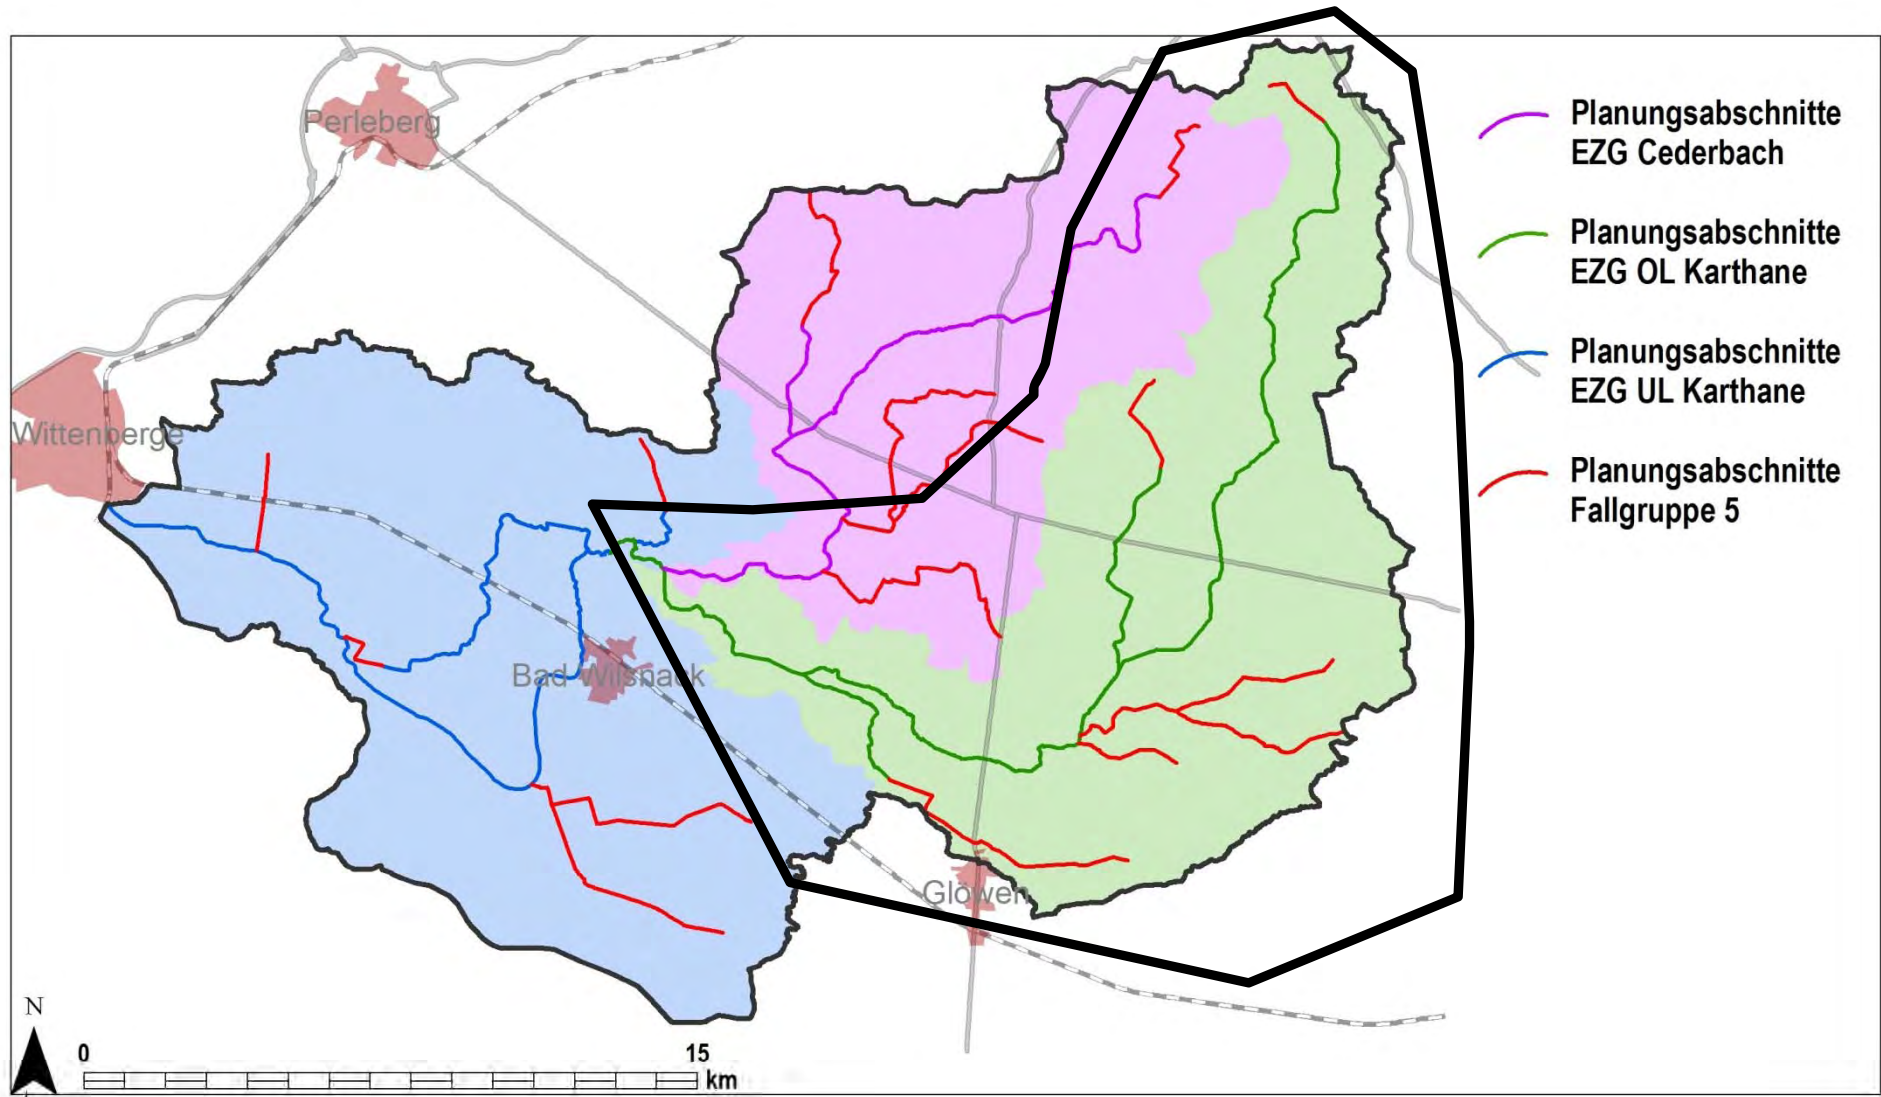 Perleberg
Wittenberge
Bad Wilsnack
Glöwen
Planungsabschnitte
EZG Cederbach
Planungsabschnitte
EZG OL Karthane
Planungsabschnitte
EZG UL Karthane
Planungsabschnitte
Fallgruppe 5
N
0 15
km